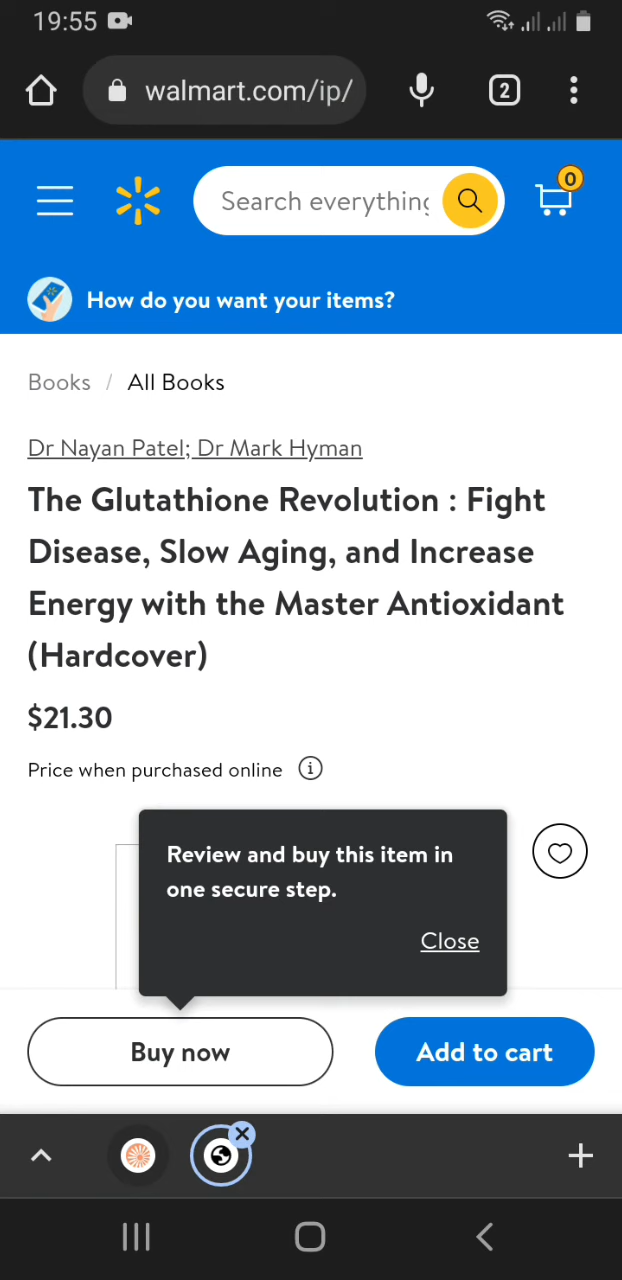 19:55
walmart.com/ip/
2
Search everything
0
How do you want your items?
Books / All Books
Dr Nayan Patel; Dr Mark Hyman
The Glutathione Revolution : Fight
Disease, Slow Aging, and Increase
Energy with the Master Antioxidant
(Hardcover)
$21.30
Price when purchased online
Review and buy this item in
one secure step.
Close
Buy now
Add to cart